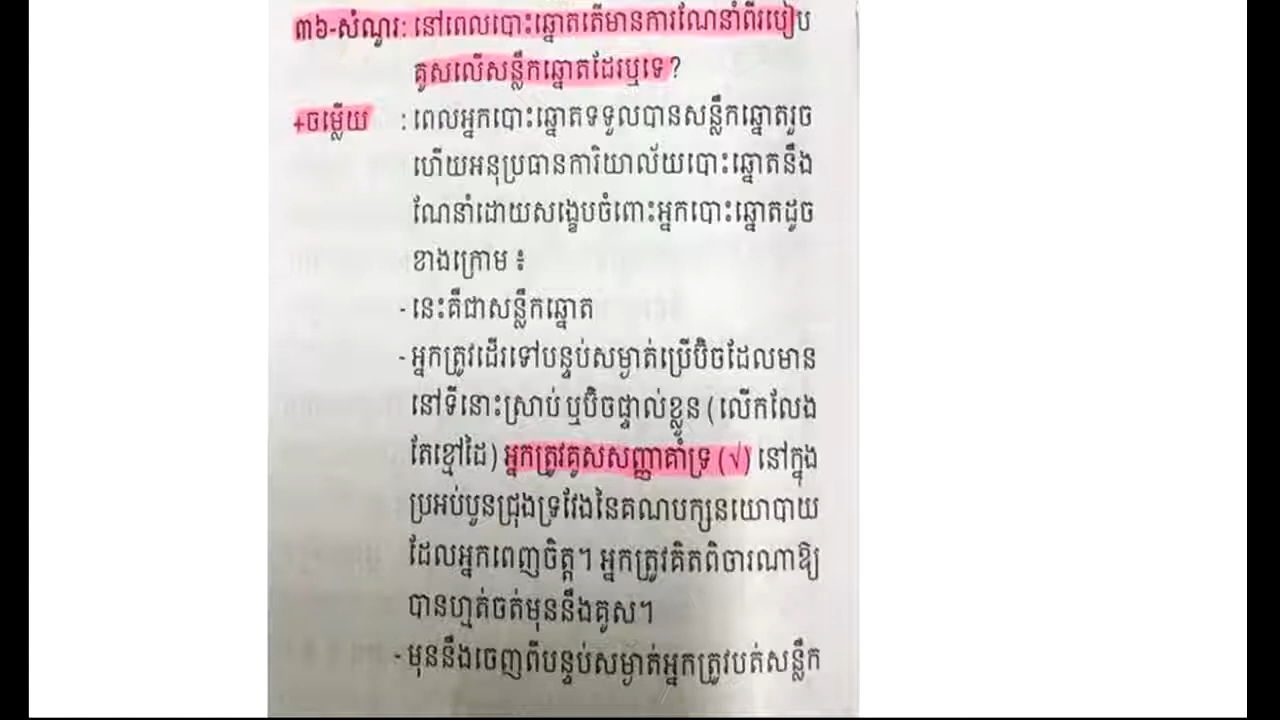 ៣៦-សំណួរ: នៅពេលបោះឆ្នោតតើមានការណែនាំពីរបៀប
គូសលើសន្លឹកឆ្នោតដែរឬទេ?
+ចម្លើយ : ពេលអ្នកបោះឆ្នោតទទួលបានសន្លឹកឆ្នោតរួច
ហើយអនុប្រធានការិយាល័យបោះឆ្នោតនឹង
ណែនាំដោយសង្ខេបចំពោះអ្នកបោះឆ្នោតដូច
ខាងក្រោម ៖
- នេះគឺជាសន្លឹកឆ្នោត
- អ្នកត្រូវដើរទៅបន្ទប់សម្ងាត់ប្រើប៊ិចដែលមាន
នៅទីនោះស្រាប់ ឬប៊ិចផ្ទាល់ខ្លួន (លើកលែង
តែខ្មៅដៃ) អ្នកត្រូវគូសសញ្ញាគាំទ្រ (√) នៅក្នុង
ប្រអប់បួនជ្រុងទ្រវែងនៃគណបក្សនយោបាយ
ដែលអ្នកពេញចិត្ត។ អ្នកត្រូវគិតពិចារណាឱ្យ
បានហ្មត់ចត់មុននឹងគូស។
- មុននឹងចេញពីបន្ទប់សម្ងាត់អ្នកត្រូវបត់សន្លឹក